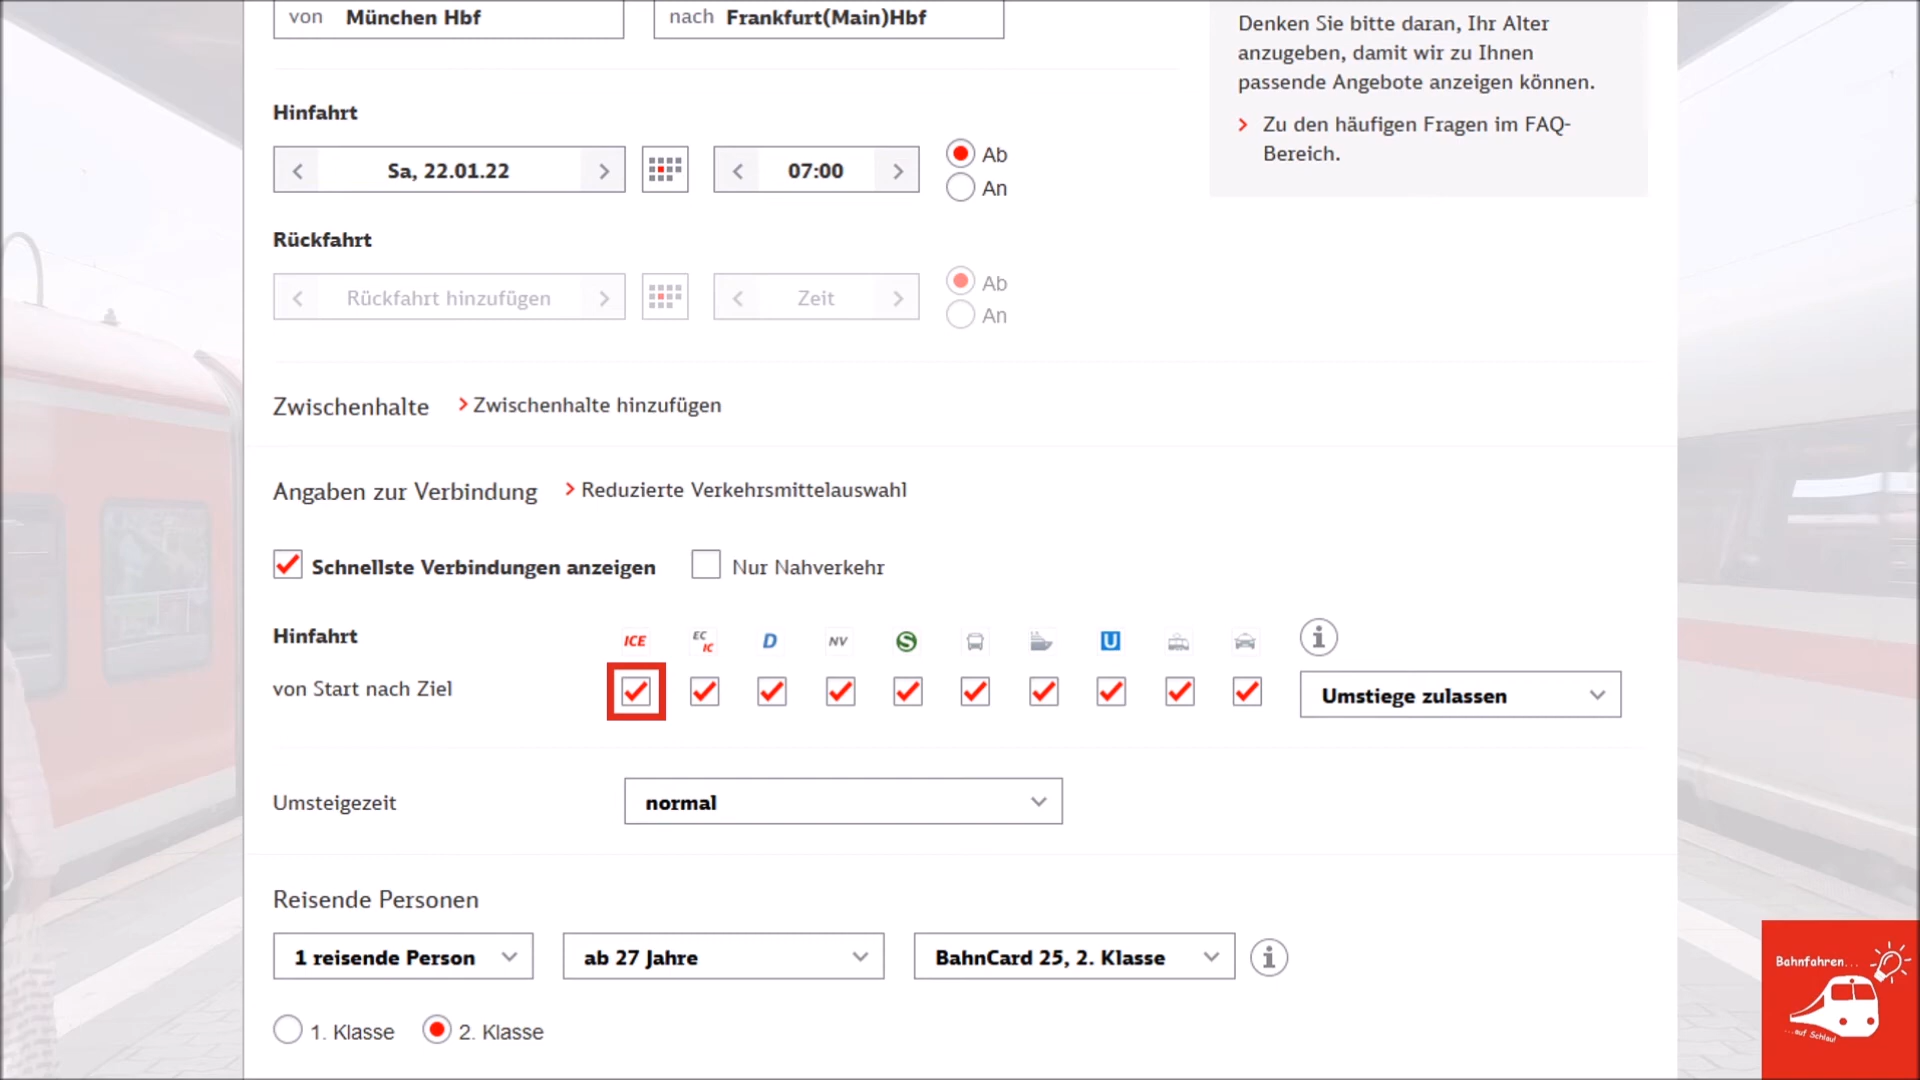 von München Hbf
nach Frankfurt(Main)Hbf
Denken Sie bitte daran, Ihr Alter
anzugeben, damit wir zu Ihnen
passende Angebote anzeigen können.
Zu den häufigen Fragen im FAQ-
Bereich.
Hinfahrt
Sa, 22.01.22
07:00
Ab
An
Rückfahrt
Rückfahrt hinzufügen
Zeit
Ab
An
Zwischenhalte
Zwischenhalte hinzufügen
Angaben zur Verbindung
Reduzierte Verkehrsmittelauswahl
Schnellste Verbindungen anzeigen
Nur Nahverkehr
Hinfahrt
ICE
EC
IC
D
NV
S
U
i
von Start nach Ziel
Umstiege zulassen
Umsteigezeit
normal
Reisende Personen
1 reisende Person
ab 27 Jahre
BahnCard 25, 2. Klasse
i
1. Klasse
2. Klasse
Bahnfahren...
...auf Schlau!